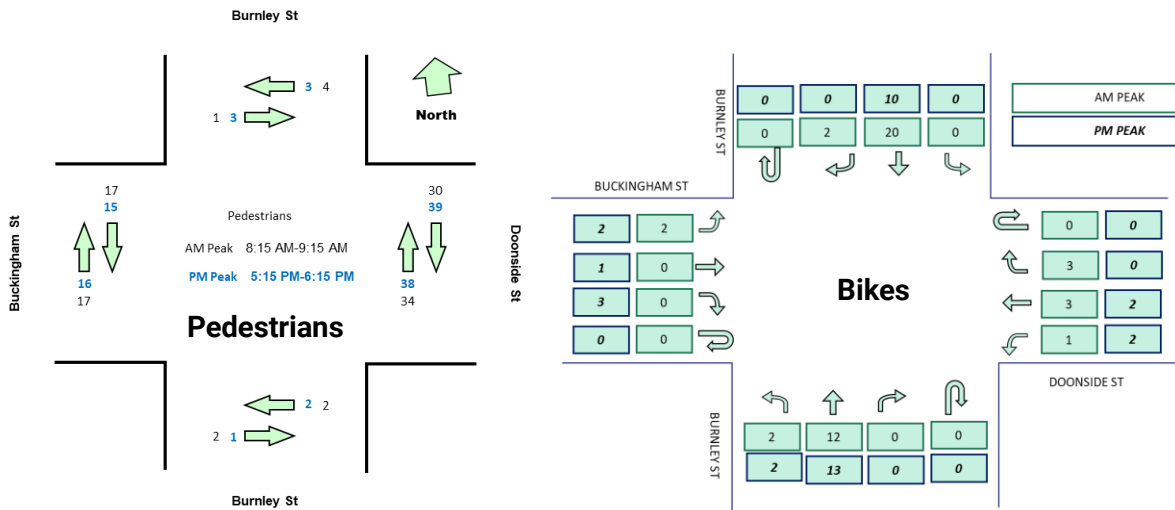 Burnley St
3 4
1 3
North
Buckingham St
17
15
16
17
Pedestrians
AM Peak 8:15 AM-9:15 AM
PM Peak 5:15 PM-6:15 PM
Pedestrians
30
39
38
34
Doonside St
2 2
2 1
Burnley St
BURNLEY ST
0 0 10 0
0 2 20 0
AM PEAK
PM PEAK
BUCKINGHAM ST
2 2
1 0
3 0
0 0
Bikes
0 0
3 0
3 2
1 2
DOONSIDE ST
BURNLEY ST
2 12 0 0
2 13 0 0